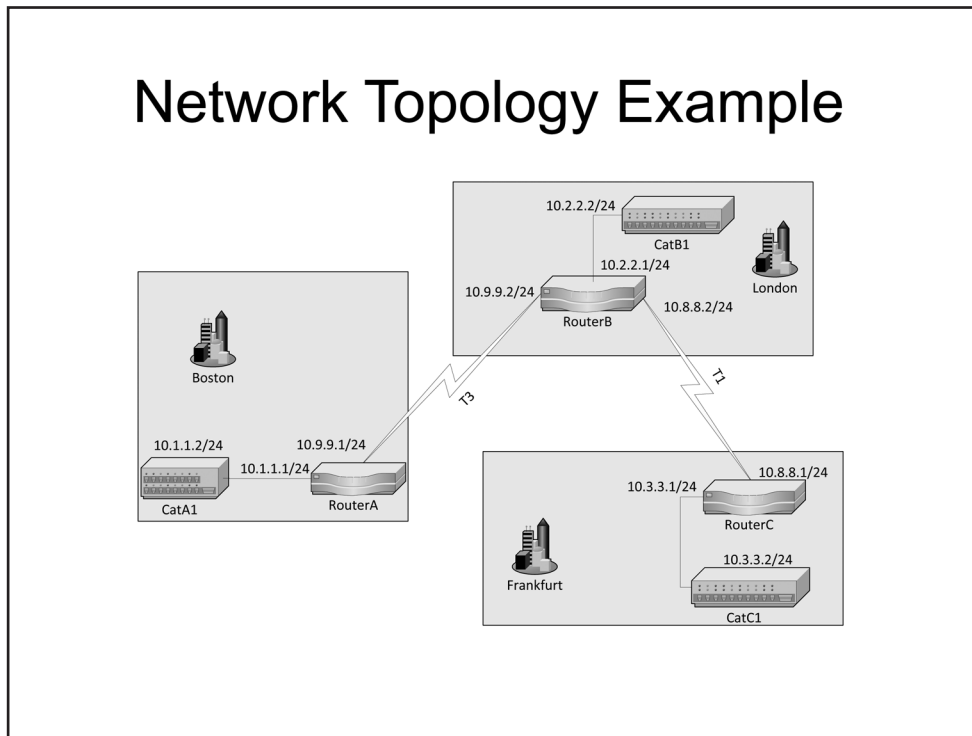 Network Topology Example
10.2.2.2/24
CatB1
10.2.2.1/24
London
10.9.9.2/24
10.8.8.2/24
RouterB
Boston
T3
T1
10.1.1.2/24
10.9.9.1/24
10.1.1.1/24
CatA1
RouterA
10.8.8.1/24
10.3.3.1/24
RouterC
Frankfurt
10.3.3.2/24
CatC1